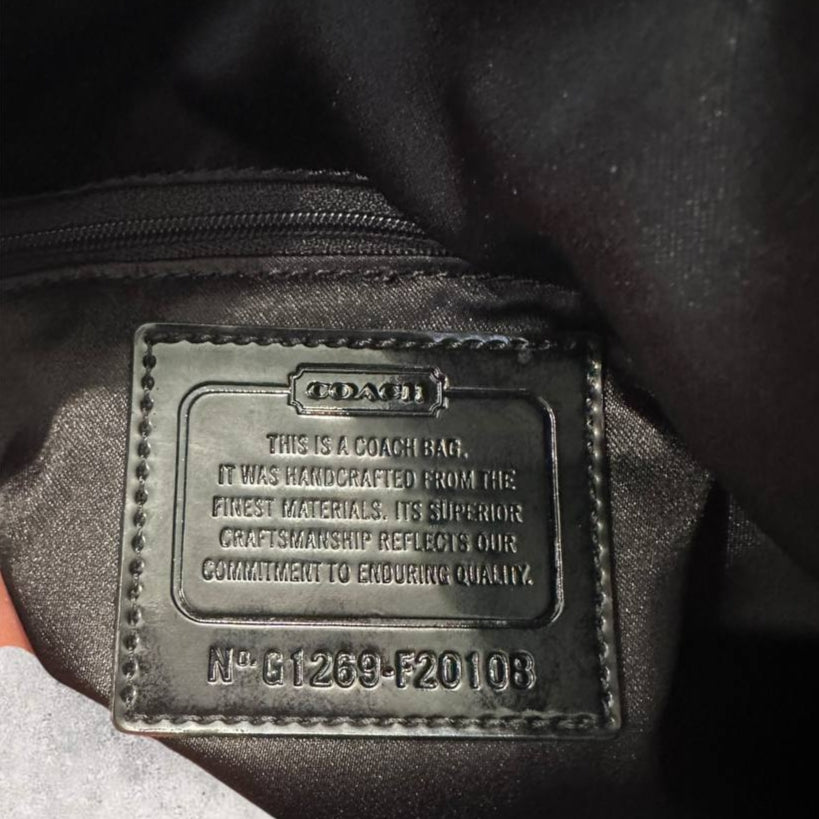 COACH
THIS IS A COACH BAG.
IT WAS HANDCRAFTED FROM THE
FINEST MATERIALS. ITS SUPERIOR
CRAFTSMANSHIP REFLECTS OUR
COMMITMENT TO ENDURING QUALITY.
Nº G1269-F20108